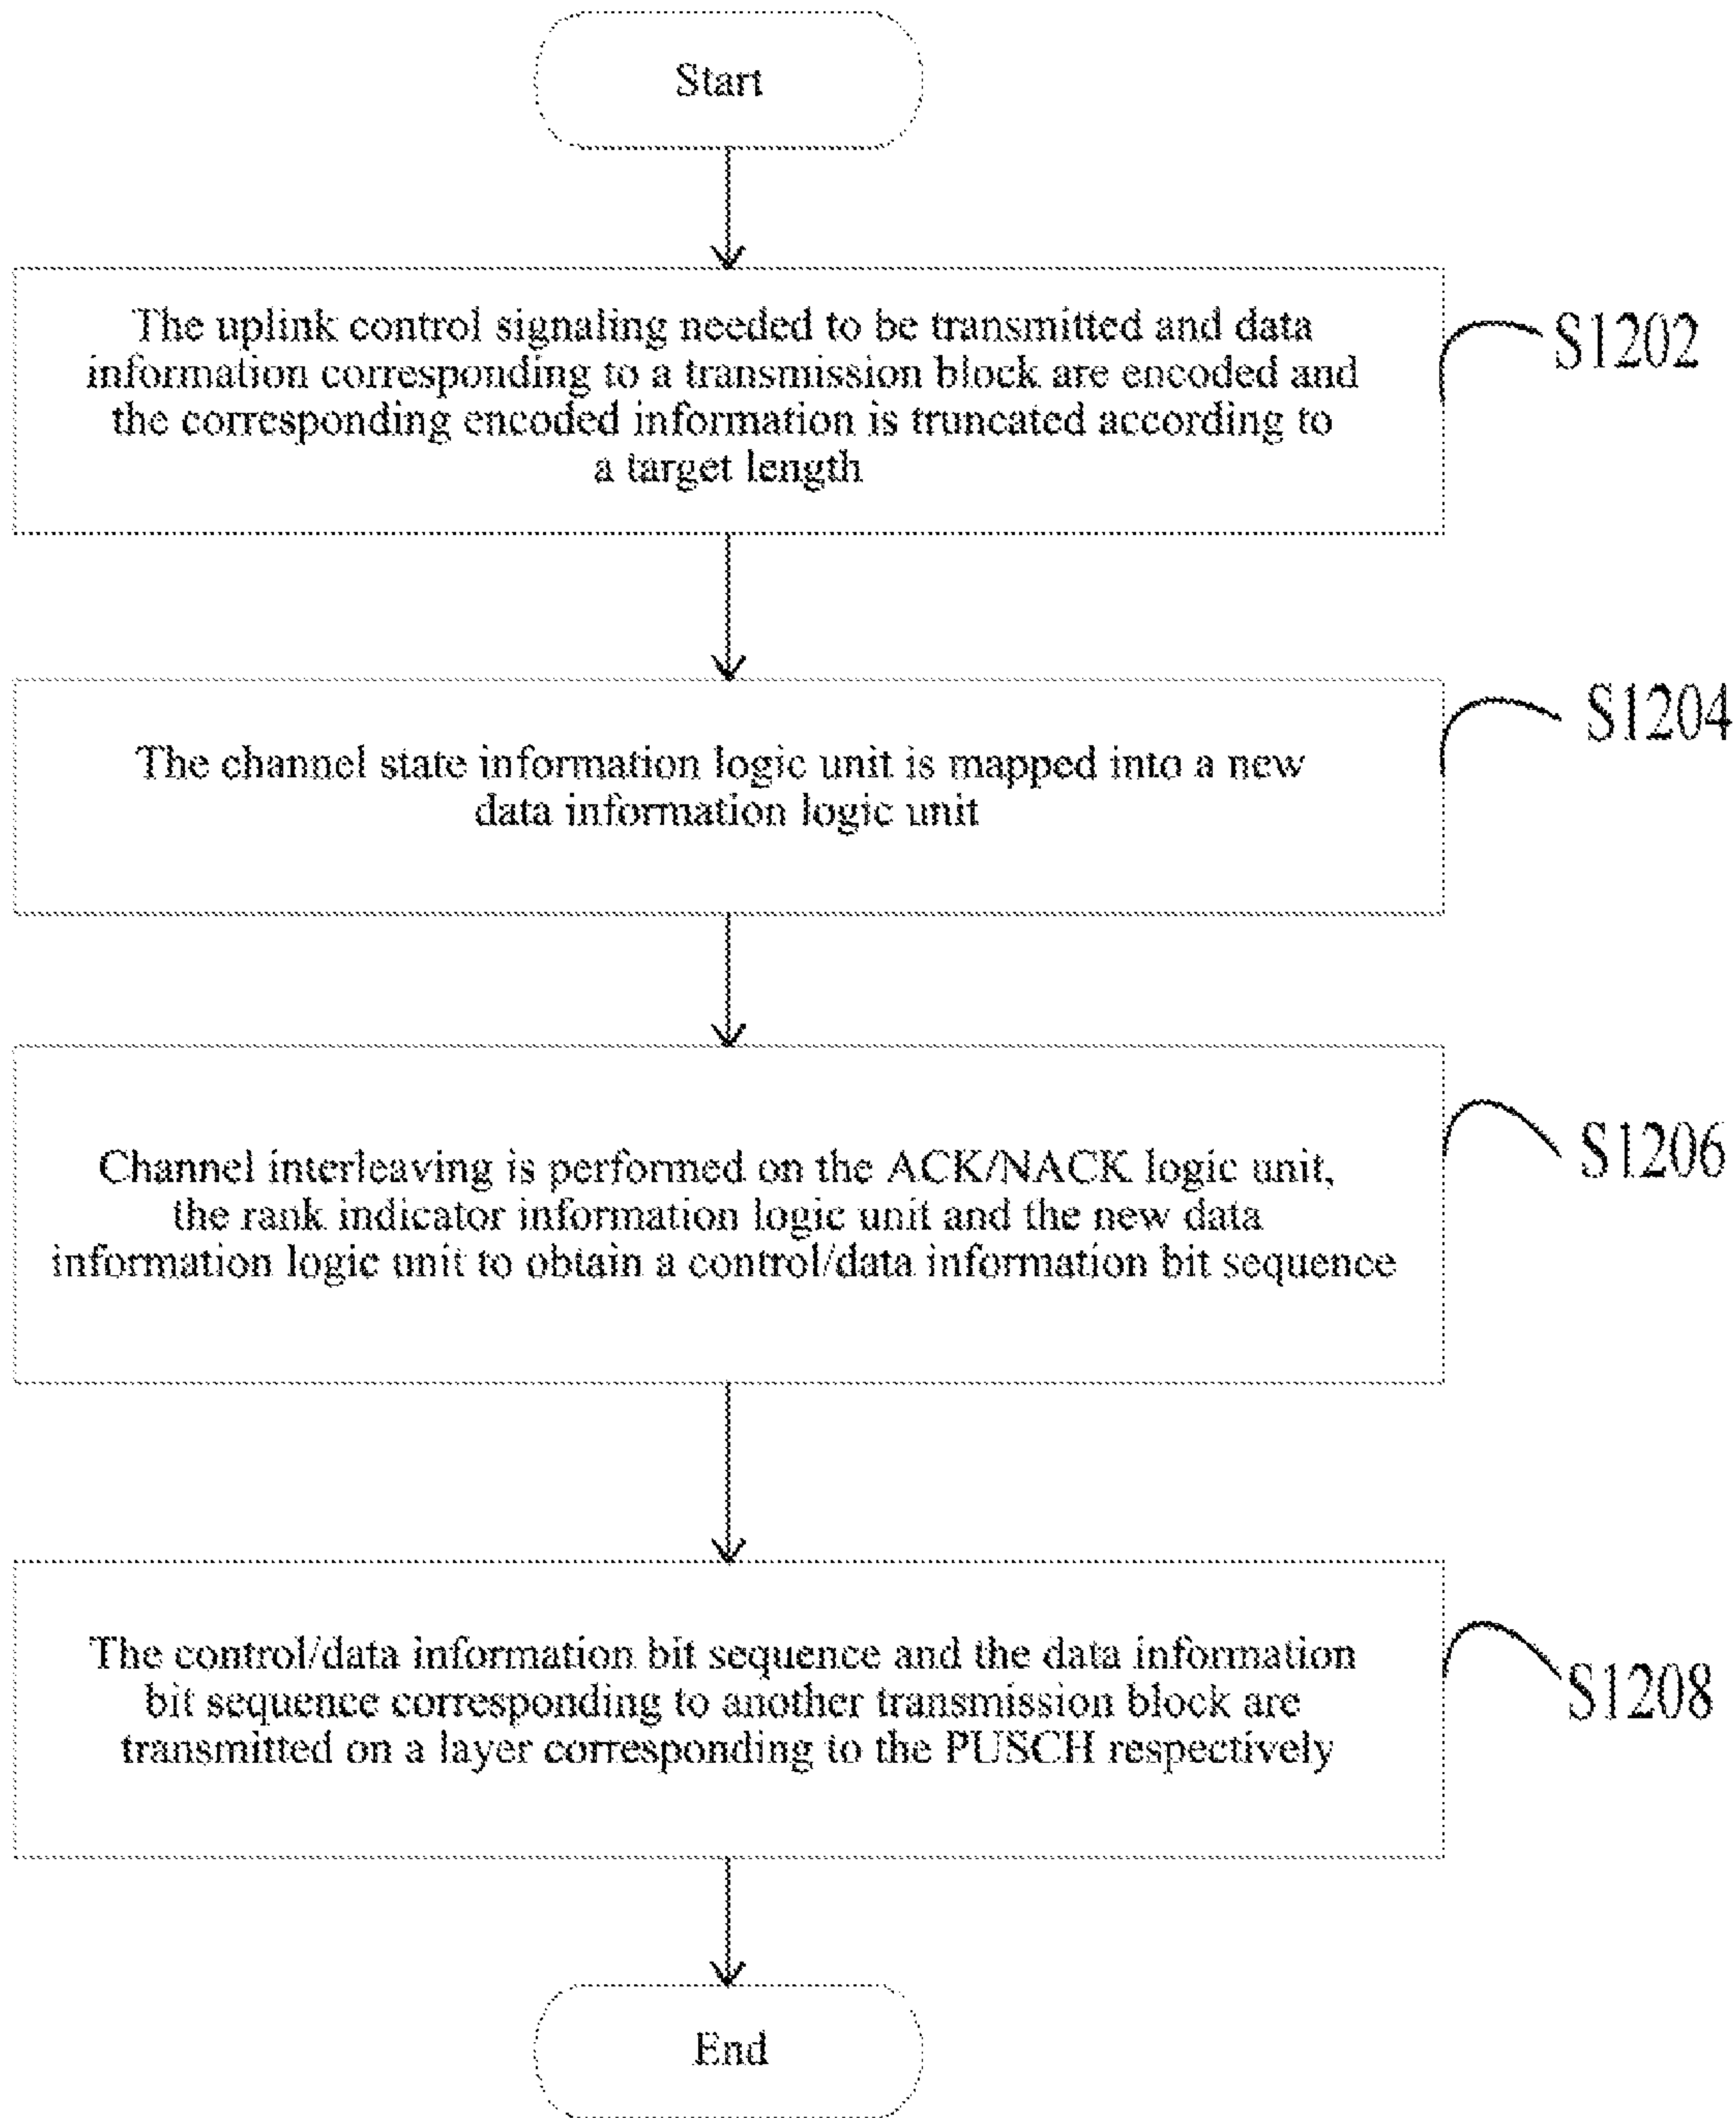 Start
The uplink control signaling needed to be transmitted and data
information corresponding to a transmission block are encoded and
the corresponding encoded information is truncated according to
a target length
S1202
The channel state information logic unit is mapped into a new
data information logic unit
S1204
Channel interleaving is performed on the ACK/NACK logic unit,
the rank indicator information logic unit and the new data
information logic unit to obtain a control/data information bit sequence
S1206
The control/data information bit sequence and the data information
bit sequence corresponding to another transmission block are
transmitted on a layer corresponding to the PUSCH respectively
S1208
End